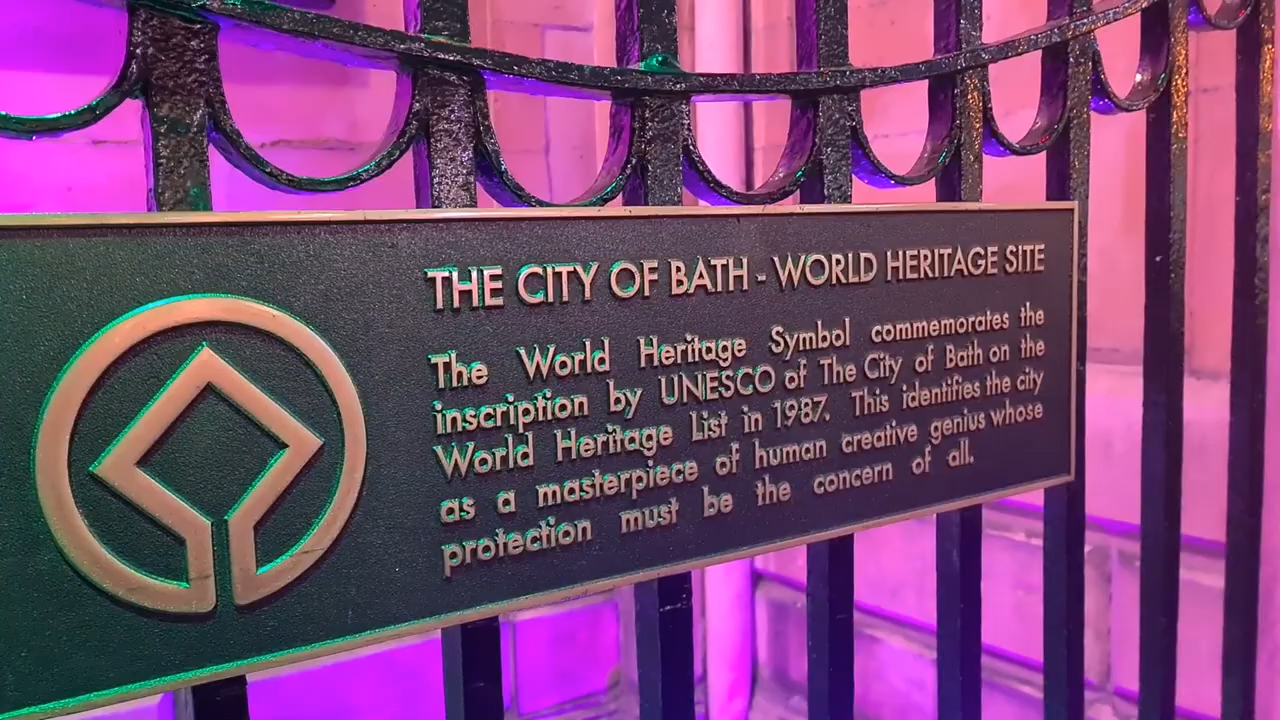 THE CITY OF BATH - WORLD HERITAGE SITE
The World Heritage Symbol commemorates the
inscription by UNESCO of The City of Bath on the
World Heritage List in 1987. This identifies the city
as a masterpiece of human creative genius whose
protection must be the concern of all.